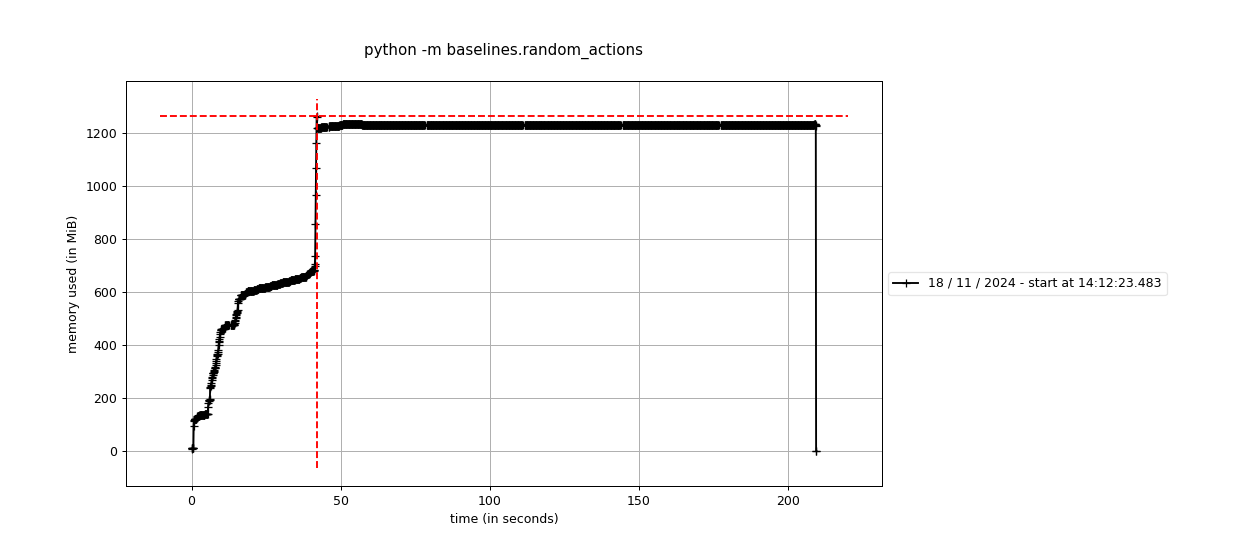 python -m baselines.random_actions
1200
1000
800
600
400
200
0
memory used (in MiB)
0 50 100 150 200
time (in seconds)
18 / 11 / 2024 - start at 14:12:23.483